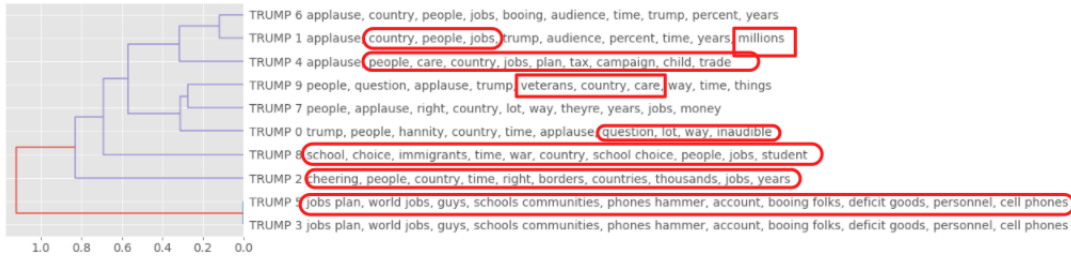 TRUMP 6 applause, country, people, jobs, booing, audience, time, trump, percent, years
TRUMP 1 applause, country, people, jobs, trump, audience, percent, time, years, millions
TRUMP 4 applause, people, care, country, jobs, plan, tax, campaign, child, trade
TRUMP 9 people, question, applause, trump, veterans, country, care, way, time, things
TRUMP 7 people, applause, right, country, lot, way, theyre, years, jobs, money
TRUMP 0 trump, people, hannity, country, time, applause, question, lot, way, inaudible
TRUMP 8 school, choice, immigrants, time, war, country, school choice, people, jobs, student
TRUMP 2 cheering, people, country, time, right, borders, countries, thousands, jobs, years
TRUMP 5 jobs plan, world jobs, guys, schools communities, phones hammer, account, booing folks, deficit goods, personnel, cell phones
TRUMP 3 jobs plan, world jobs, guys, schools communities, phones hammer, account, booing folks, deficit goods, personnel, cell phones
1.0 0.8 0.6 0.4 0.2 0.0